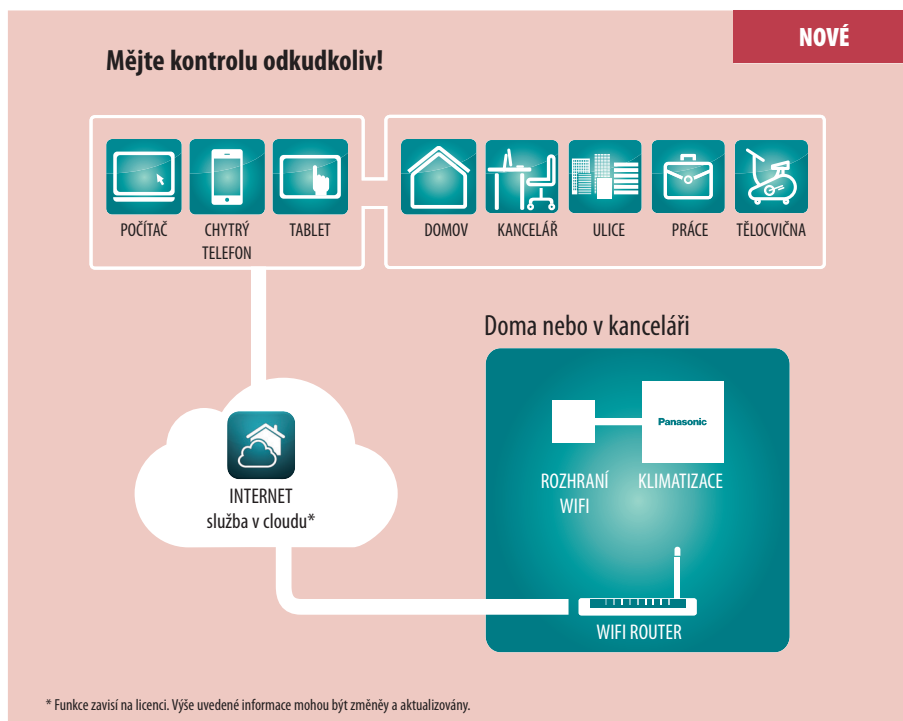 NOVÉ
Mějte kontrolu odkudkoliv!
POČÍTAČ
CHYTRÝ
TELEFON
TABLET
DOMOV
KANCELÁŘ
ULICE
PRÁCE
TĚLOCVIČNA
Doma nebo v kanceláři
Panasonic
ROZHRANÍ
WIFI
KLIMATIZACE
INTERNET
služba v cloudu*
WIFI ROUTER
* Funkce zavisí na licenci. Výše uvedené informace mohou být změněy a aktualizovány.